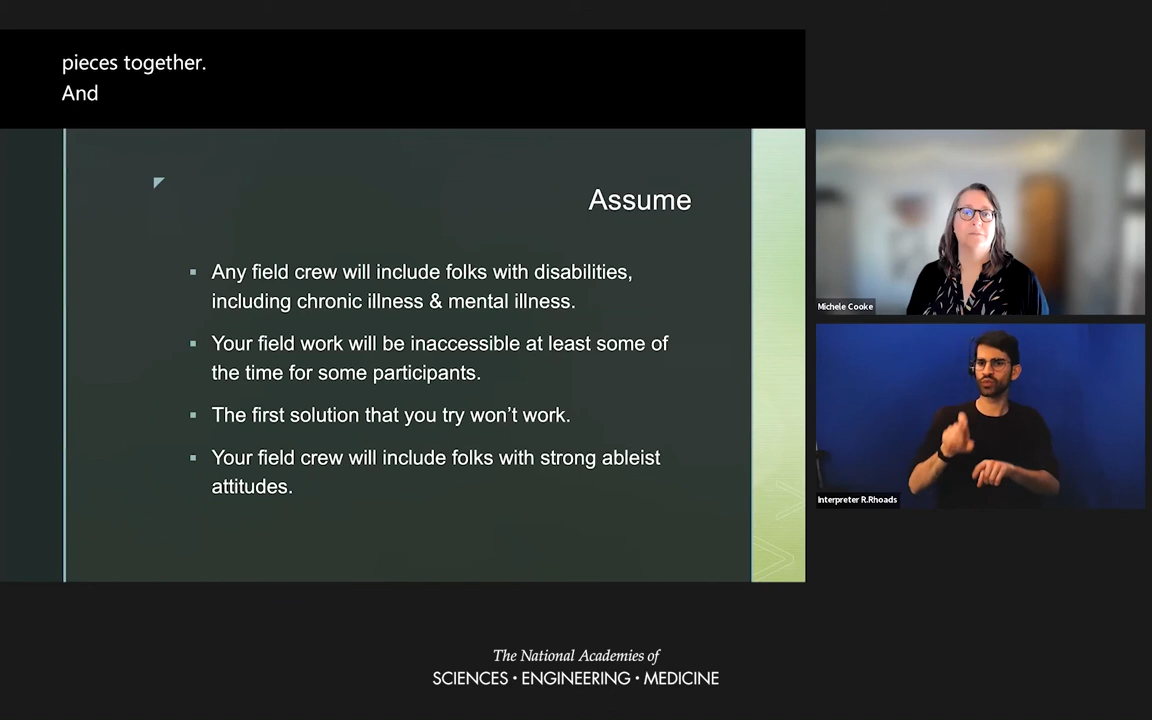 pieces together.
And
Assume
▪ Any field crew will include folks with disabilities,
including chronic illness & mental illness.
▪ Your field work will be inaccessible at least some of
the time for some participants.
▪ The first solution that you try won't work.
▪ Your field crew will include folks with strong ableist
attitudes.
Michele Cooke
Interpreter R.Rhoads
The National Academies of
SCIENCES • ENGINEERING • MEDICINE